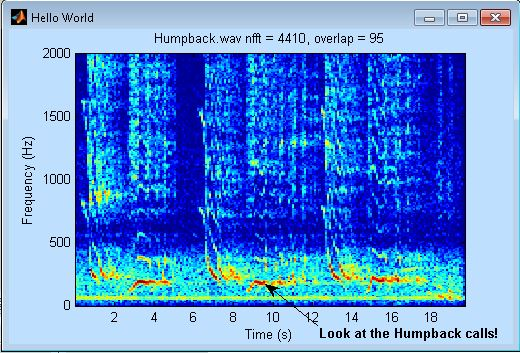 Hello World
Humpback.wav nfft = 4410, overlap = 95
2000
1500
1000
500
0
Frequency (Hz)
2 4 6 8 10 12 14 16 18
Time (s)
Look at the Humpback calls!